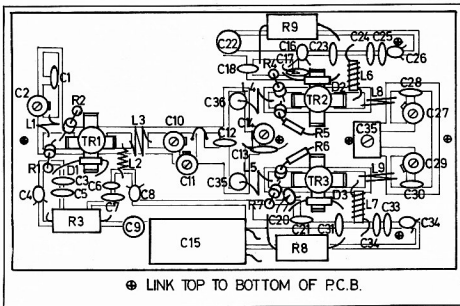 R9
C22
C16
C23
C24
C25
C26
C17
C18
R4
D2
L6
C1
C2
R2
L1
L3
C10
C36
L4
TR2
L8
C28
C27
TR1
C12
C14
R5
C35
C13
R6
L2
C11
R1
D1
C3
C5
C4
C6
C7
C8
C35
L5
TR3
L9
C29
C30
R3
C9
R7
C20
C21
D3
L7
C31
C33
C34
C34
C15
R8
⊕ LINK TOP TO BOTTOM OF P.C.B.